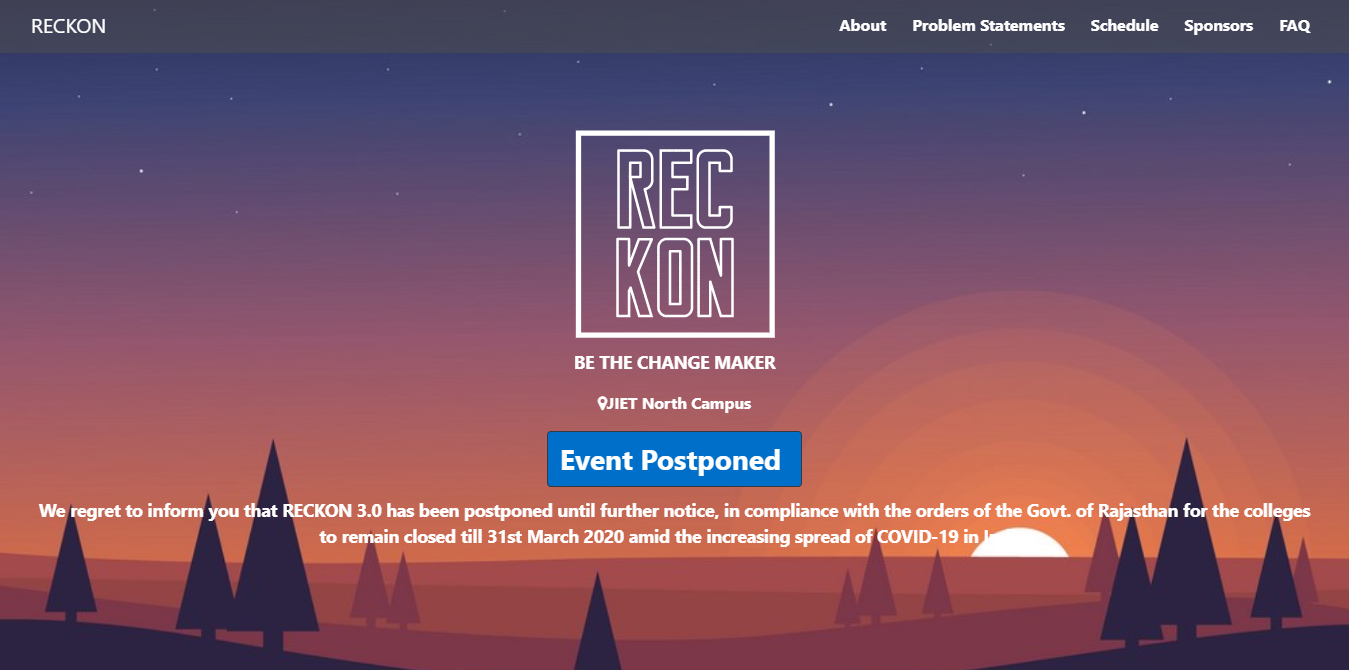 RECKON
About Problem Statements Schedule Sponsors FAQ
REC
KON
BE THE CHANGE MAKER
JIET North Campus
Event Postponed
We regret to inform you that RECKON 3.0 has been postponed until further notice, in compliance with the orders of the Govt. of Rajasthan for the colleges
to remain closed till 31st March 2020 amid the increasing spread of COVID-19 in